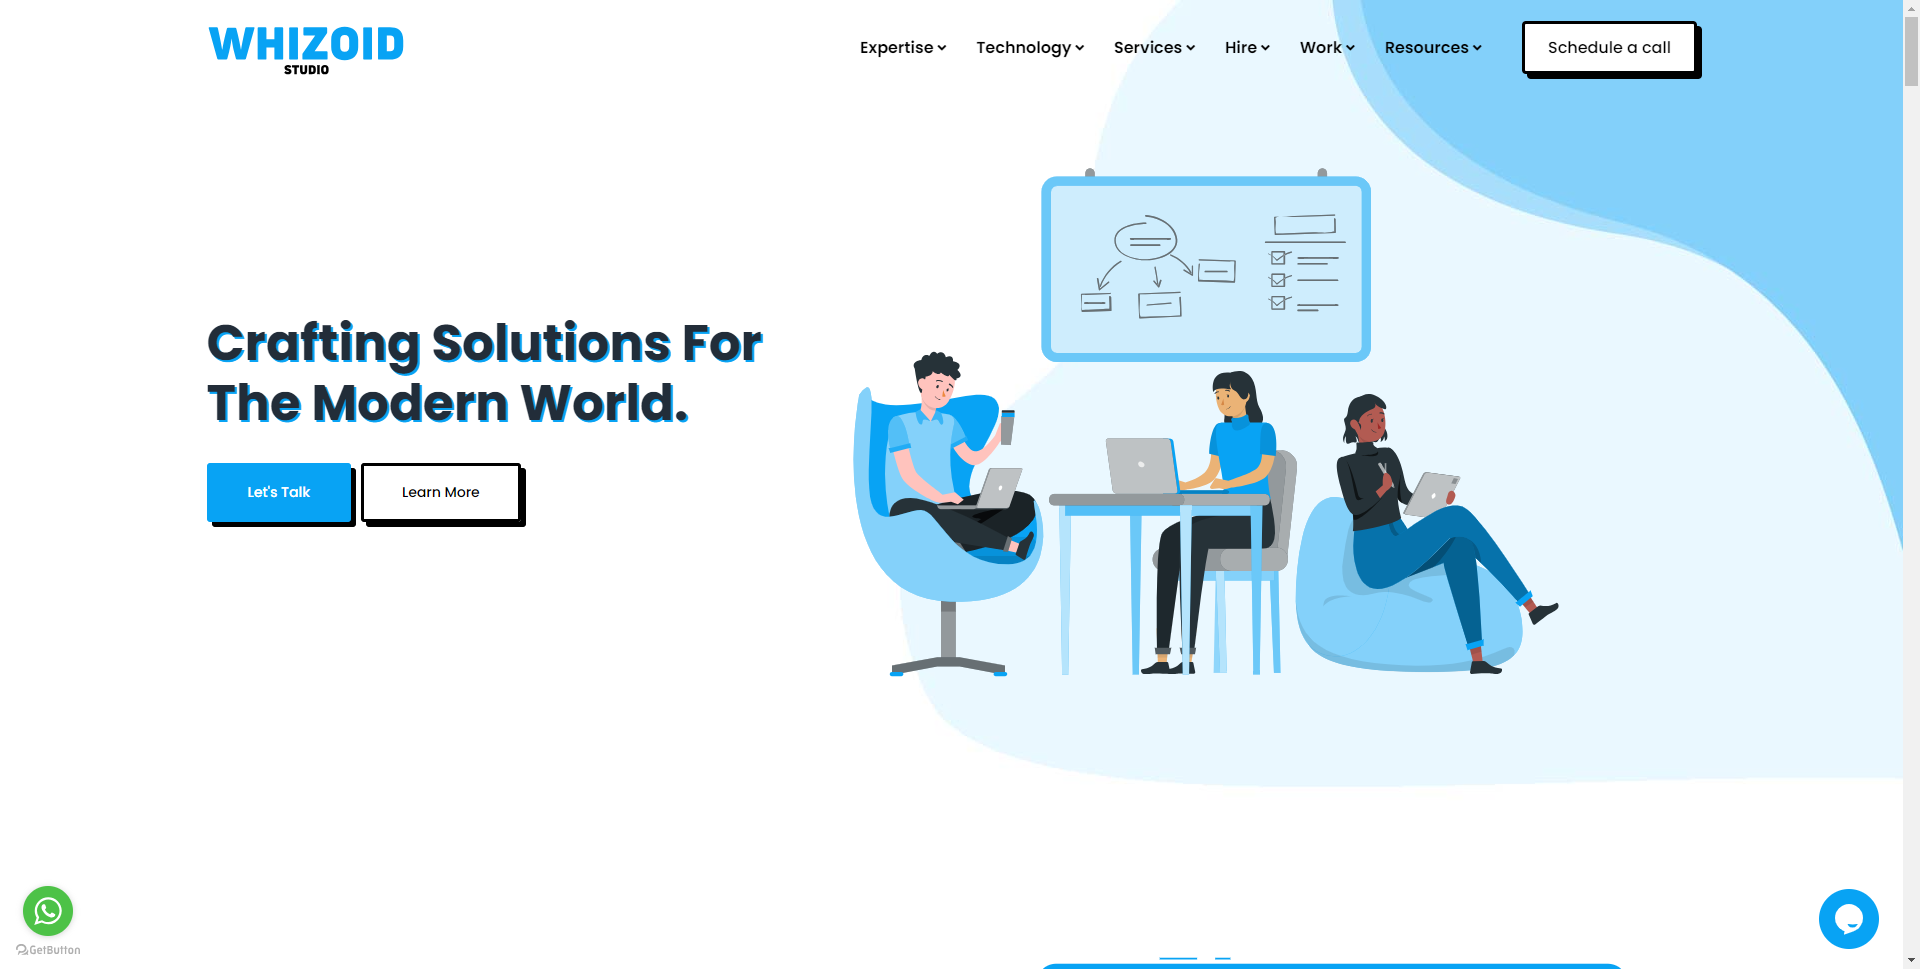 WHIZOID
STUDIO
Expertise
Technology
Services
Hire
Work
Resources
Schedule a call
Crafting Solutions For
The Modern World.
Let's Talk
Learn More
GetButton